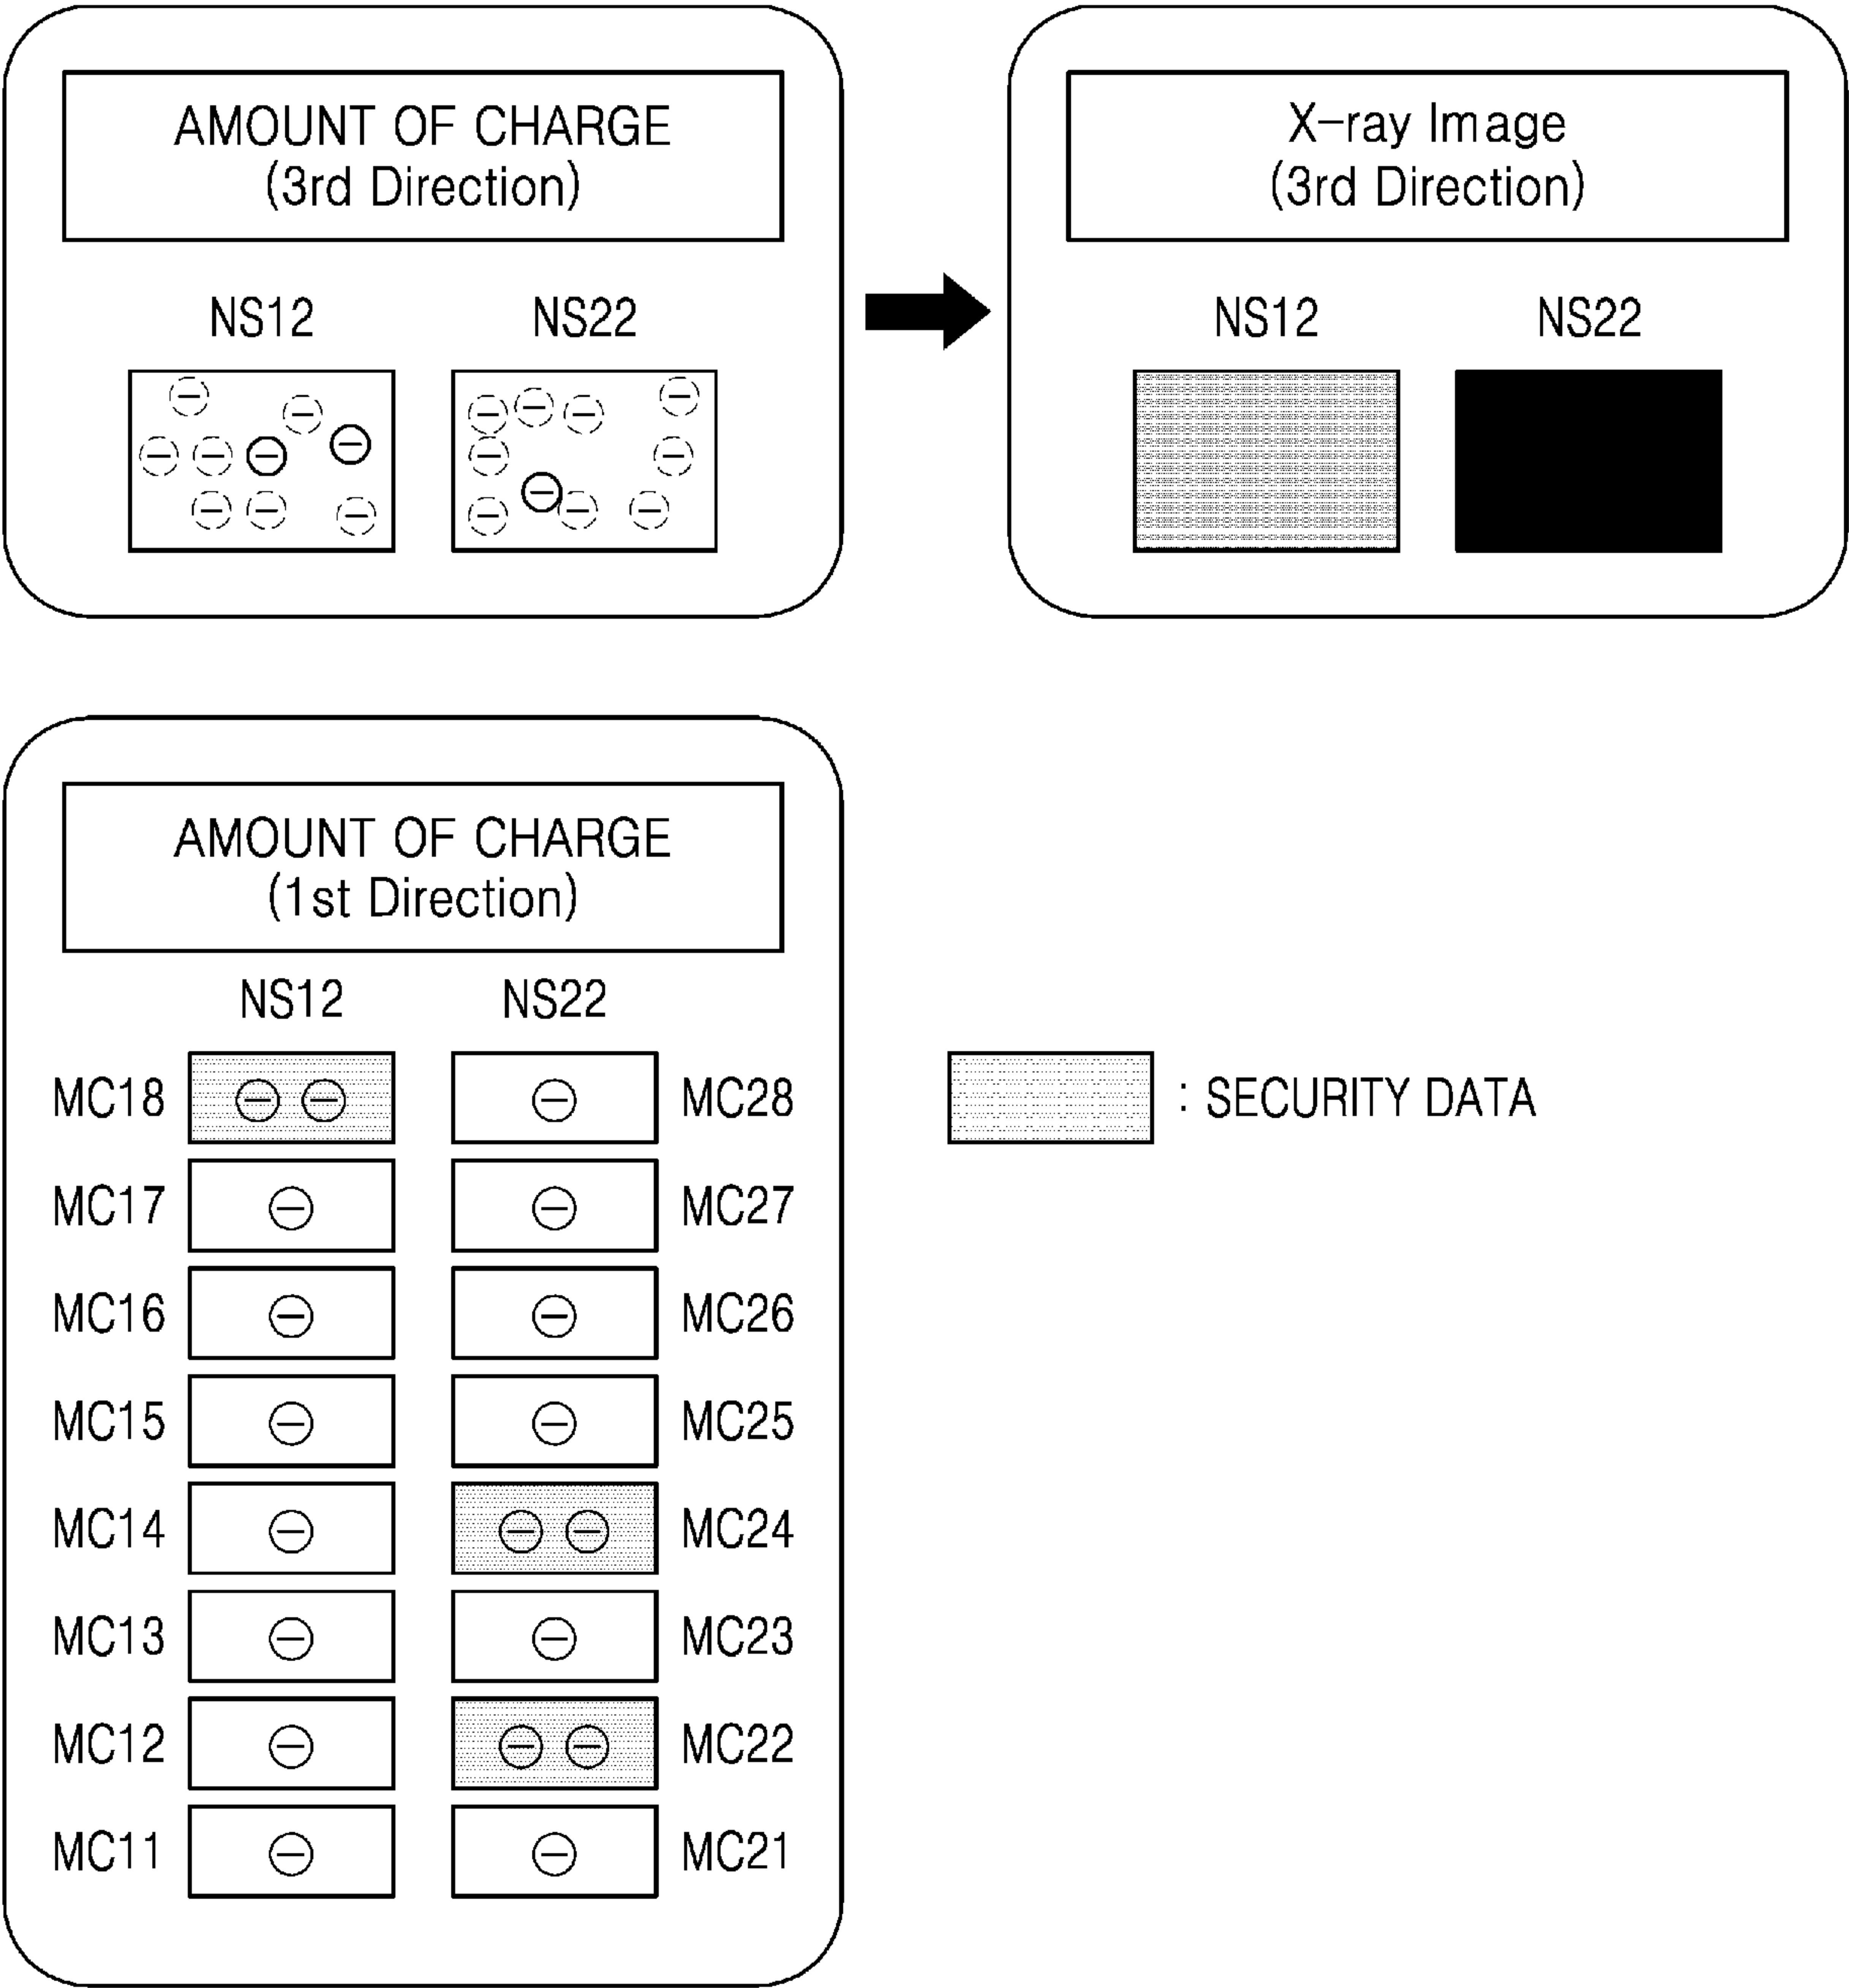 AMOUNT OF CHARGE
(3rd Direction)
NS12 NS22
X-ray Image
(3rd Direction)
NS12 NS22
AMOUNT OF CHARGE
(1st Direction)
NS12 NS22
MC18 MC28
MC17 MC27
MC16 MC26
MC15 MC25
MC14 MC24
MC13 MC23
MC12 MC22
MC11 MC21
: SECURITY DATA